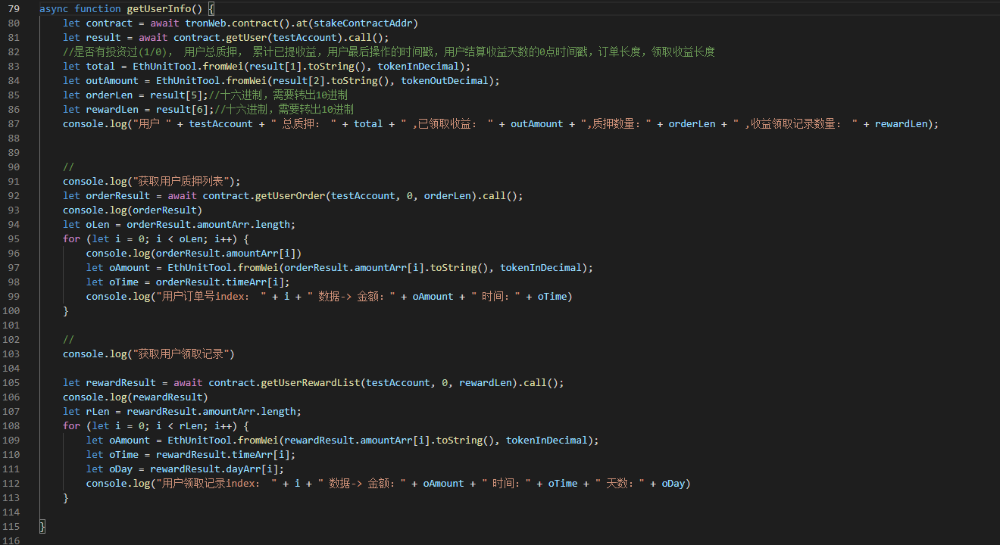 79 async function getUserInfo() {
80 let contract = await tronWeb.contract().at(stakeContractAddr)
81 let result = await contract.getUser(testAccount).call();
82 //是否有投资过(1/0), 用户总质押, 累计已提收益,用户最后操作的时间戳,用户结算收益天数的0点时间戳,订单长度,领取收益长度
83 let total = EthUnitTool.fromWei(result[1].toString(), tokenInDecimal);
84 let outAmount = EthUnitTool.fromWei(result[2].toString(), tokenOutDecimal);
85 let orderLen = result[5];//十六进制,需要转出10进制
86 let rewardLen = result[6];//十六进制,需要转出10进制
87 console.log("用户 " + testAccount + " 总质押: " + total + " ,已领取收益: " + outAmount + ",质押数量:" + orderLen + " ,收益领取记录数量: " + rewardLen);
88
89
90 //
91 console.log("获取用户质押列表");
92 let orderResult = await contract.getUserOrder(testAccount, 0, orderLen).call();
93 console.log(orderResult)
94 let oLen = orderResult.amountArr.length;
95 for (let i = 0; i < oLen; i++) {
96 console.log(orderResult.amountArr[i])
97 let oAmount = EthUnitTool.fromWei(orderResult.amountArr[i].toString(), tokenInDecimal);
98 let oTime = orderResult.timeArr[i];
99 console.log("用户订单号index: " + i + " 数据-> 金额:" + oAmount + " 时间:" + oTime)
100 }
101
102 //
103 console.log("获取用户领取记录")
104
105 let rewardResult = await contract.getUserRewardList(testAccount, 0, rewardLen).call();
106 console.log(rewardResult)
107 let rLen = rewardResult.amountArr.length;
108 for (let i = 0; i < rLen; i++) {
109 let oAmount = EthUnitTool.fromWei(rewardResult.amountArr[i].toString(), tokenInDecimal);
110 let oTime = rewardResult.timeArr[i];
111 let oDay = rewardResult.dayArr[i];
112 console.log("用户领取记录index: " + i + " 数据-> 金额:" + oAmount + " 时间:" + oTime + " 天数:" + oDay)
113 }
114
115 }
116